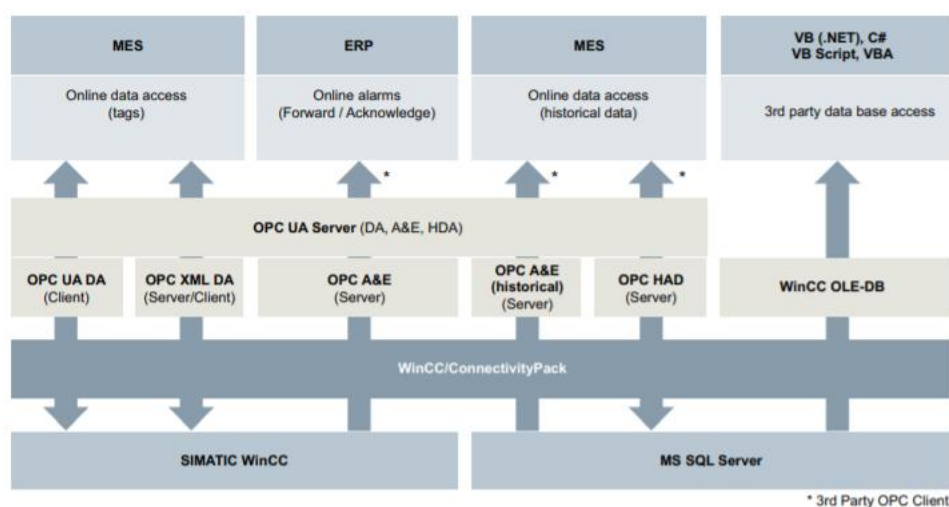 MES
ERP
MES
VB (.NET), C#
VB Script, VBA
Online data access
(tags)
Online alarms
(Forward / Acknowledge)
Online data access
(historical data)
3rd party data base access
*
*
*
OPC UA Server (DA, A&E, HDA)
OPC UA DA
(Client)
OPC XML DA
(Server/Client)
OPC A&E
(Server)
OPC A&E
(historical)
(Server)
OPC HAD
(Server)
WinCC OLE-DB
WinCC/ConnectivityPack
SIMATIC WinCC
MS SQL Server
* 3rd Party OPC Client